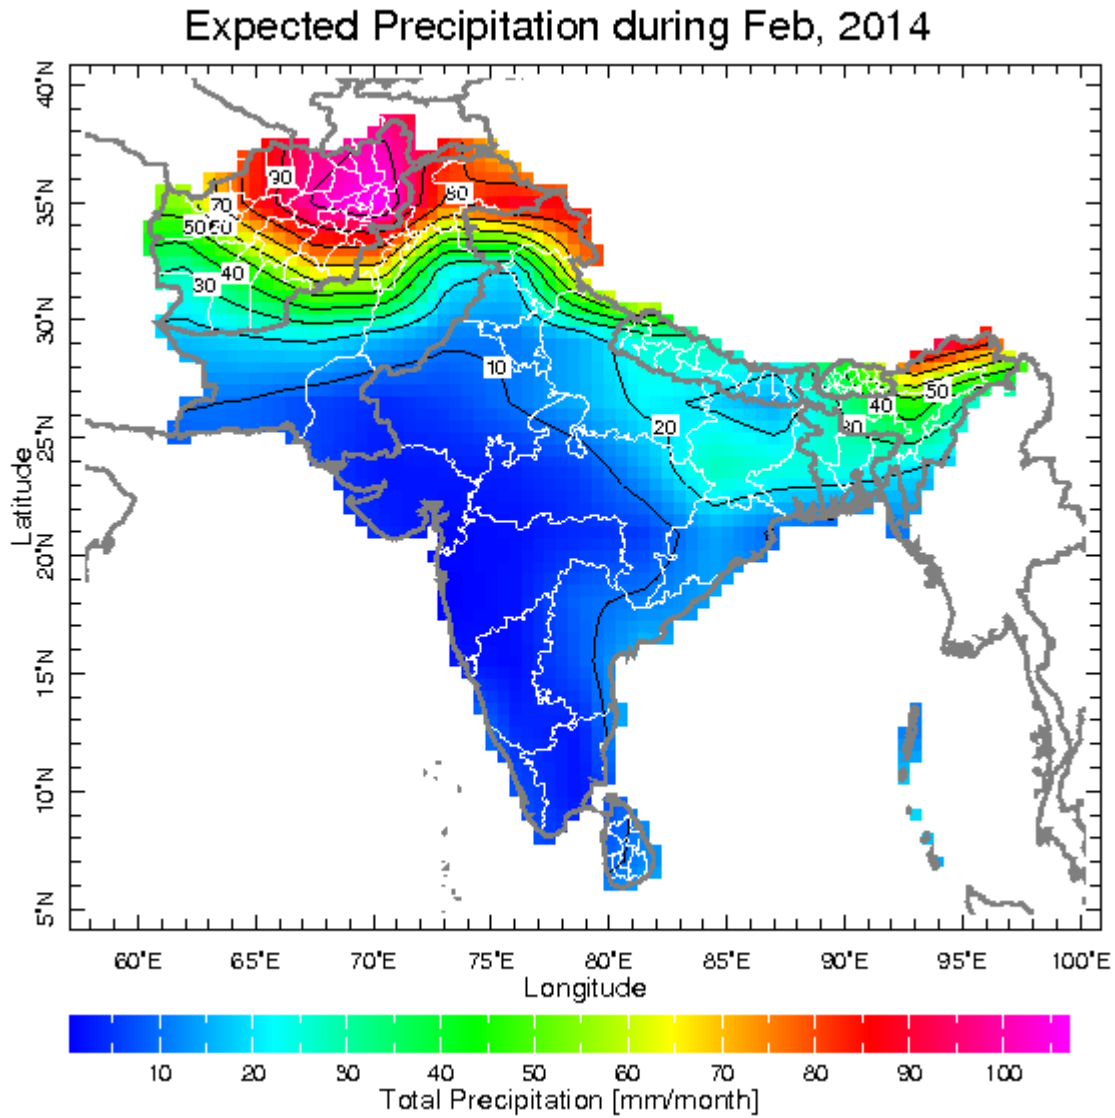 Expected Precipitation during Feb, 2014
40°N
35°N
30°N
25°N
20°N
15°N
10°N
5°N
Latitude
90
70
50 60
40
30
60
10
20
50
40
30
60°E 65°E 70°E 75°E 80°E 85°E 90°E 95°E 100°E
Longitude
10 20 30 40 50 60 70 80 90 100
Total Precipitation [mm/month]